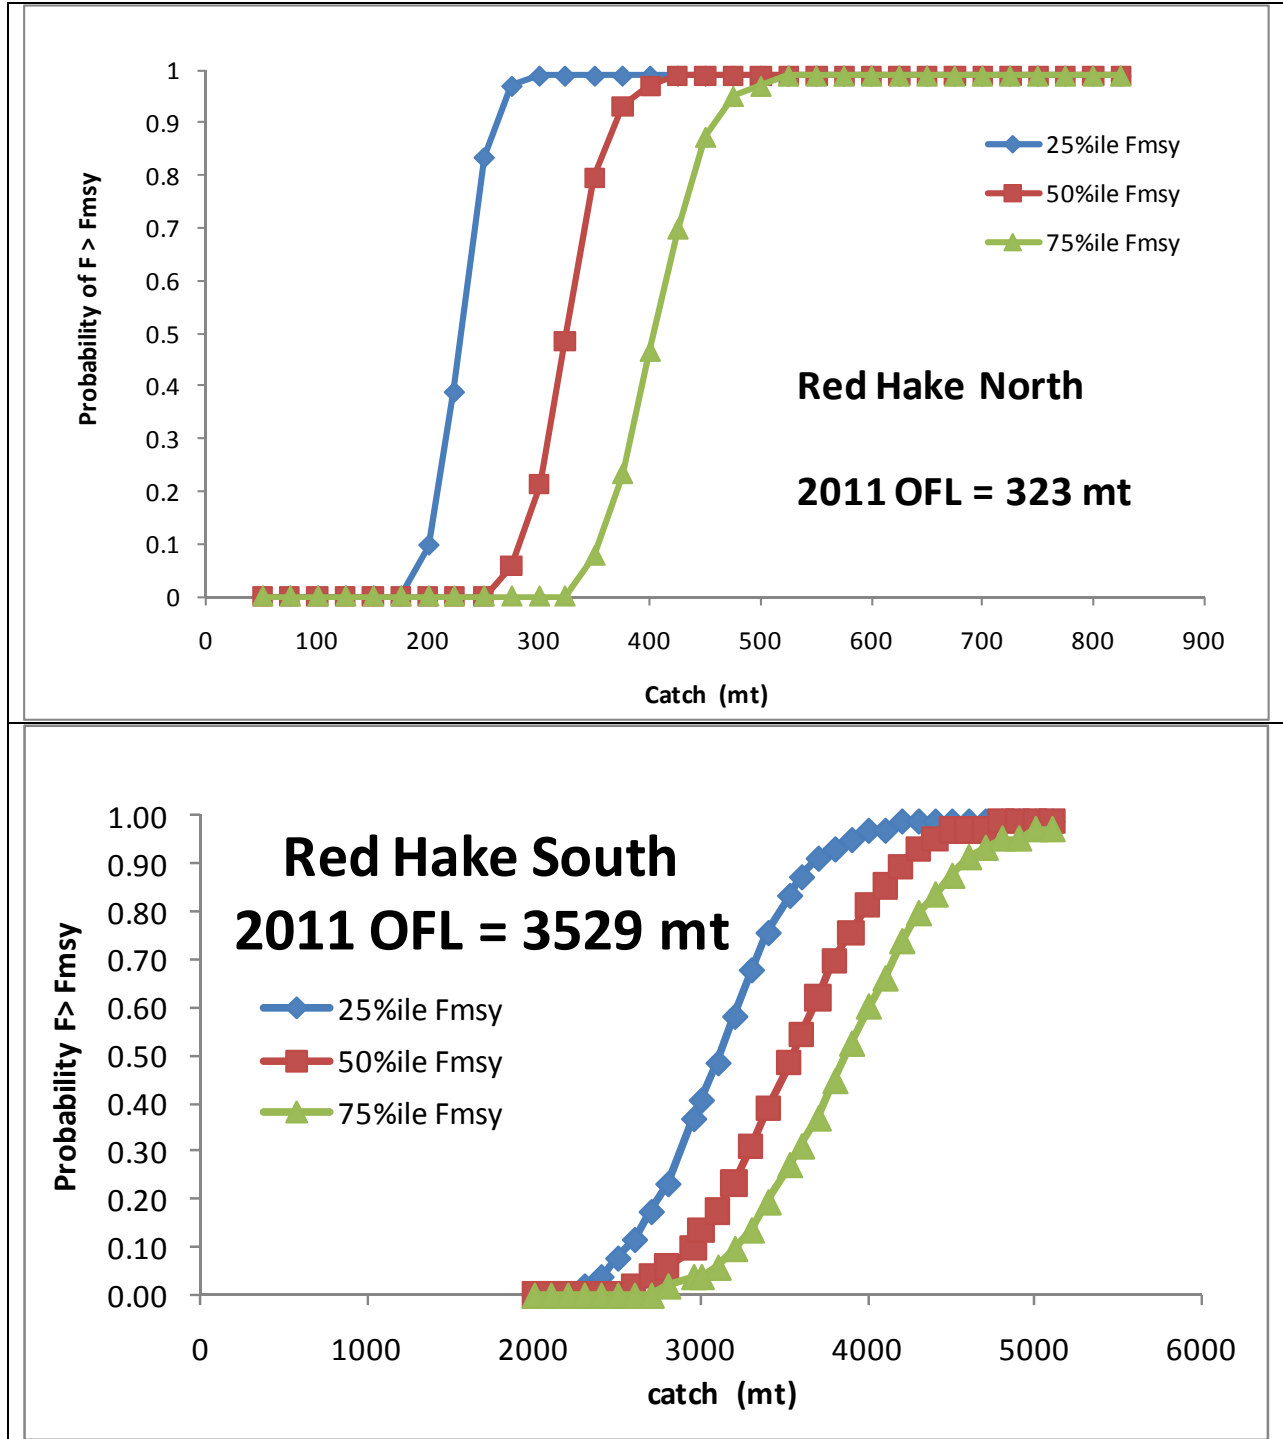 1
0.9
0.8
0.7
0.6
0.5
0.4
0.3
0.2
0.1
0
Probability of F > Fmsy
0 100 200 300 400 500 600 700 800 900
Catch (mt)
25%ile Fmsy
50%ile Fmsy
75%ile Fmsy
Red Hake North
2011 OFL = 323 mt
1.00
0.90
0.80
0.70
0.60
0.50
0.40
0.30
0.20
0.10
0.00
Probability F> Fmsy
Red Hake South
2011 OFL = 3529 mt
25%ile Fmsy
50%ile Fmsy
75%ile Fmsy
0 1000 2000 3000 4000 5000 6000
catch (mt)